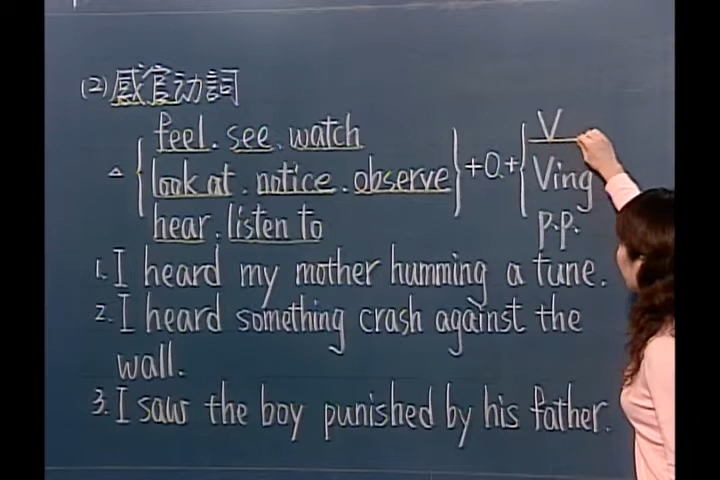 (2) 感官动詞
feel. see. watch V
△ look at. notice. observe + O. + Ving
hear. listen to p.p.
1. I heard my mother humming a tune.
2. I heard something crash against the
wall.
3. I saw the boy punished by his father.